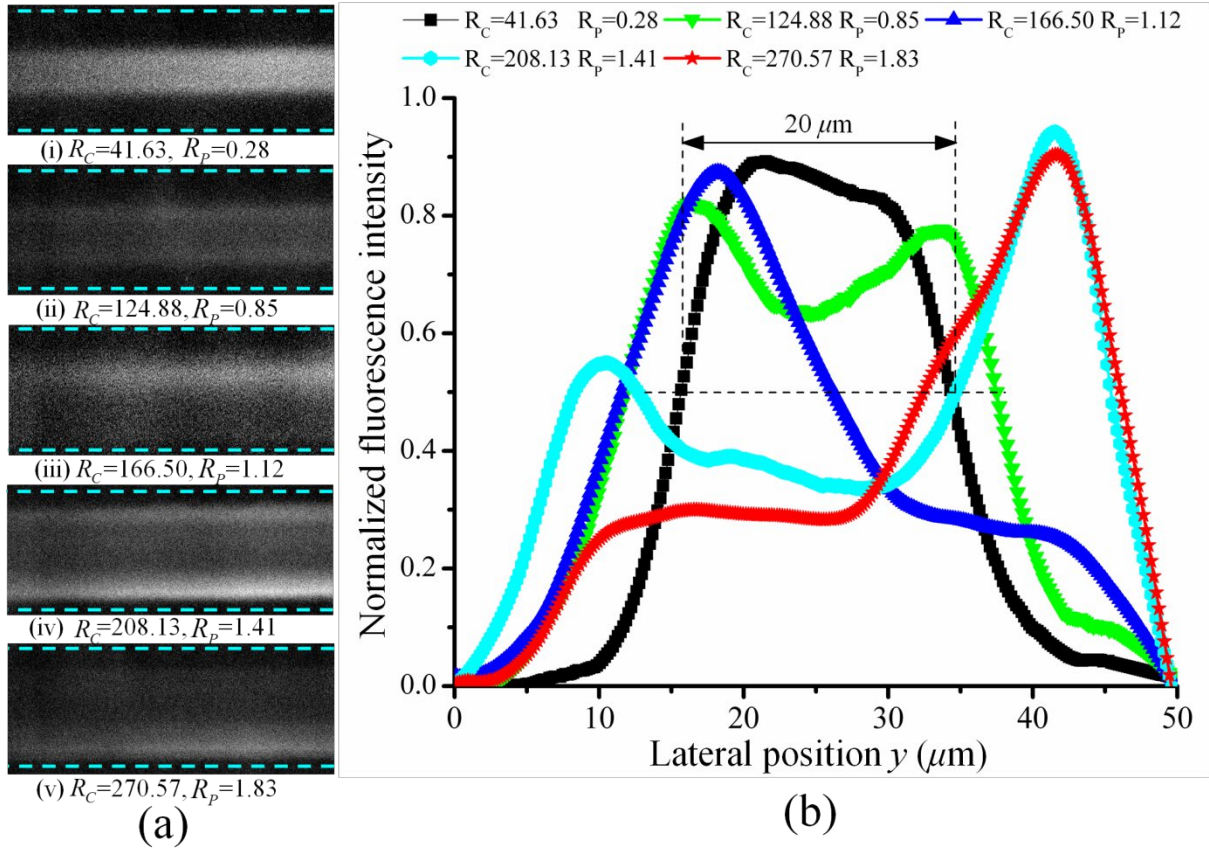 (i) R_C=41.63, R_P=0.28
(ii) R_C=124.88, R_P=0.85
(iii) R_C=166.50, R_P=1.12
(iv) R_C=208.13, R_P=1.41
(v) R_C=270.57, R_P=1.83
(a)
R_C=41.63 R_P=0.28 R_C=124.88 R_P=0.85 R_C=166.50 R_P=1.12
R_C=208.13 R_P=1.41 R_C=270.57 R_P=1.83
Normalized fluorescence intensity
1.0
0.8
0.6
0.4
0.2
0.0
20 μm
0 10 20 30 40 50
Lateral position y (μm)
(b)